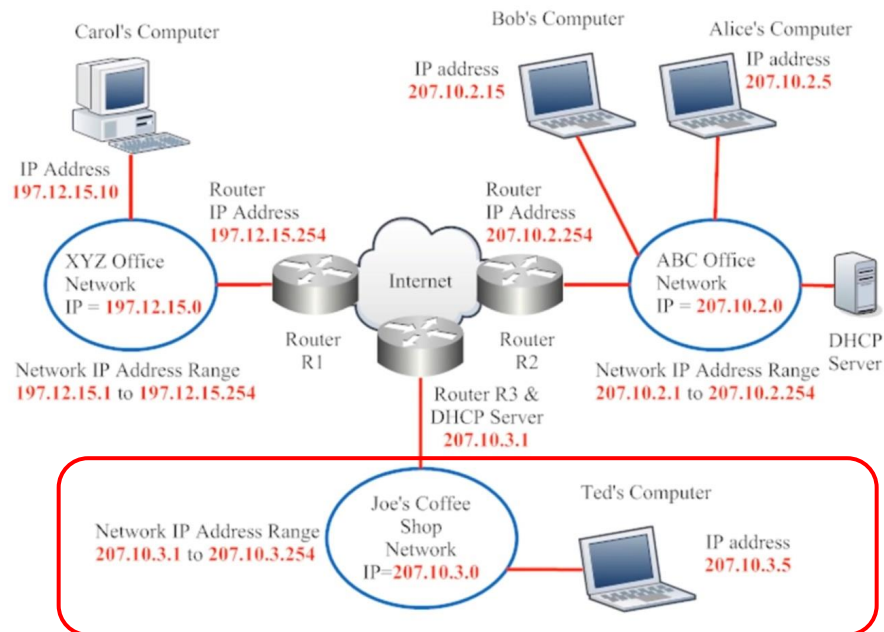 Carol's Computer
IP Address
197.12.15.10
XYZ Office
Network
IP = 197.12.15.0
Network IP Address Range
197.12.15.1 to 197.12.15.254
Router
IP Address
197.12.15.254
Router
R1
Internet
Bob's Computer
IP address
207.10.2.15
Alice's Computer
IP address
207.10.2.5
Router
IP Address
207.10.2.254
Router
R2
ABC Office
Network
IP = 207.10.2.0
DHCP
Server
Network IP Address Range
207.10.2.1 to 207.10.2.254
Router R3 &
DHCP Server
207.10.3.1
Network IP Address Range
207.10.3.1 to 207.10.3.254
Joe's Coffee
Shop
Network
IP=207.10.3.0
Ted's Computer
IP address
207.10.3.5